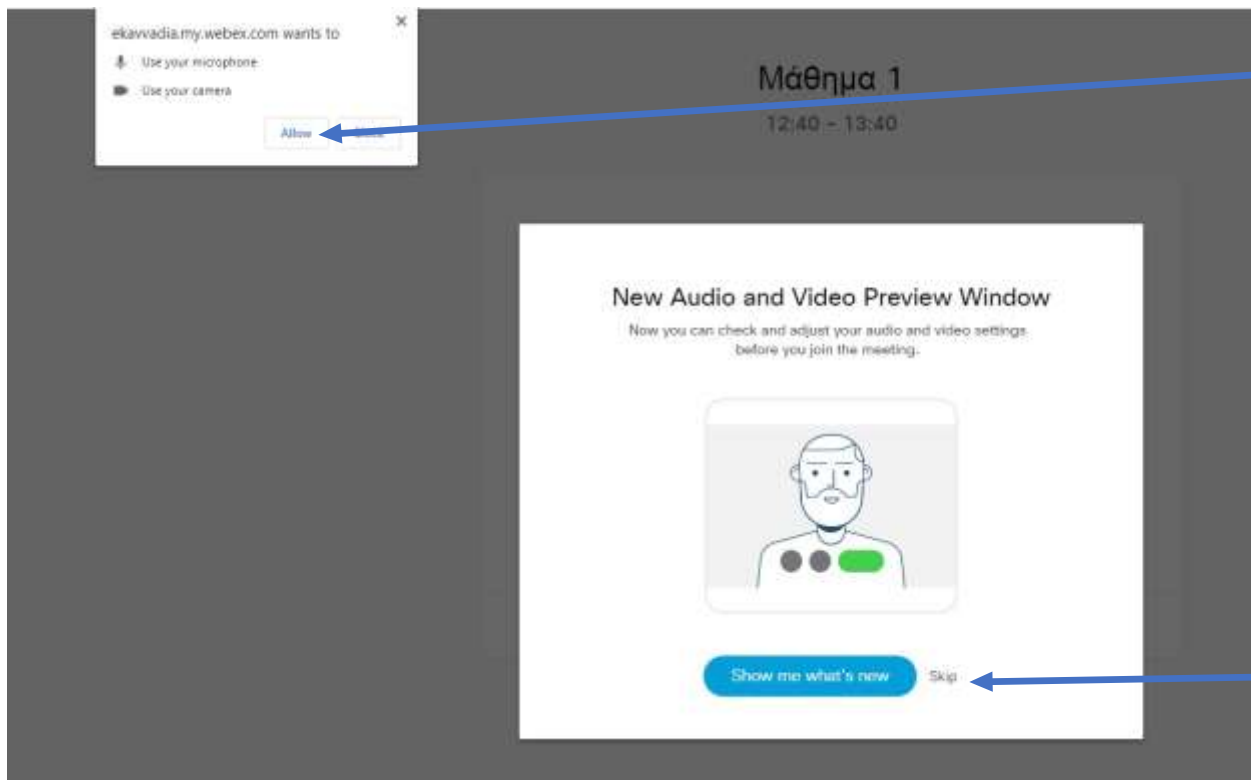 ekavvadia.my.webex.com wants to
Use your microphone
Use your camera
Allow
Μάθημα 1
12:40 - 13:40
New Audio and Video Preview Window
Now you can check and adjust your audio and video settings
before you join the meeting.
Show me what's new Skip